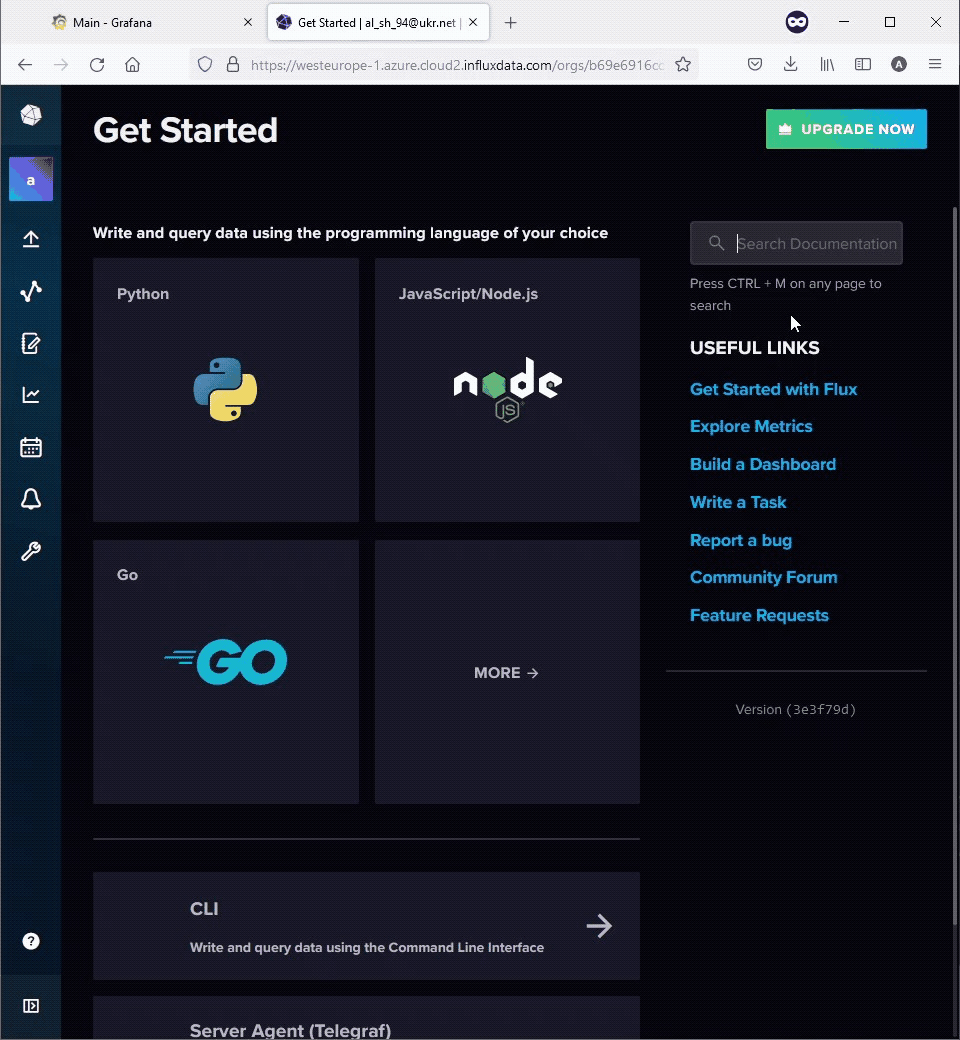 Main - Grafana
Get Started | al_sh_94@ukr.net |
https://westeurope-1.azure.cloud2.influxdata.com/orgs/b69e6916cc
A
Get Started
UPGRADE NOW
a
Write and query data using the programming language of your choice
Search Documentation
Press CTRL + M on any page to
search
Python
JavaScript/Node.js
node
JS
USEFUL LINKS
Get Started with Flux
Explore Metrics
Build a Dashboard
Write a Task
Report a bug
Community Forum
Feature Requests
Go
GO
MORE →
Version (3e3f79d)
CLI
Write and query data using the Command Line Interface
?
Server Agent (Telegraf)